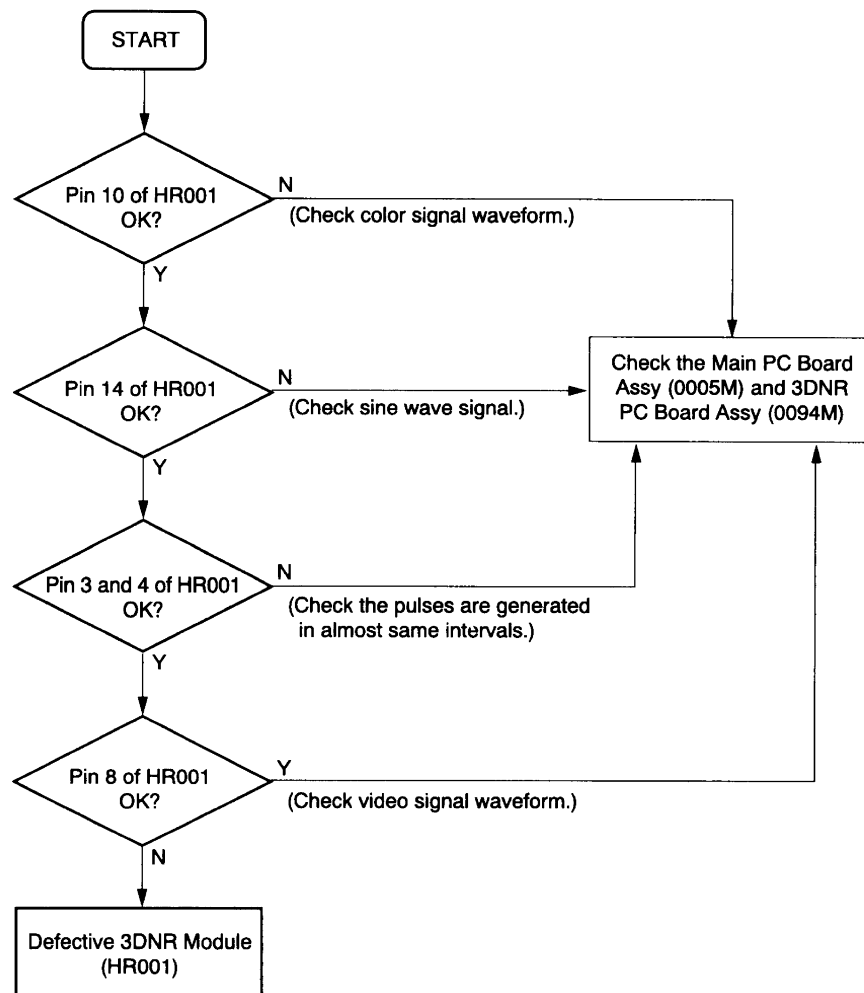 START
Pin 10 of HR001
OK?
N
(Check color signal waveform.)
Y
Pin 14 of HR001
OK?
N
(Check sine wave signal.)
Check the Main PC Board
Assy (0005M) and 3DNR
PC Board Assy (0094M)
Y
Pin 3 and 4 of HR001
OK?
N
(Check the pulses are generated
in almost same intervals.)
Y
Pin 8 of HR001
OK?
Y
(Check video signal waveform.)
N
Defective 3DNR Module
(HR001)